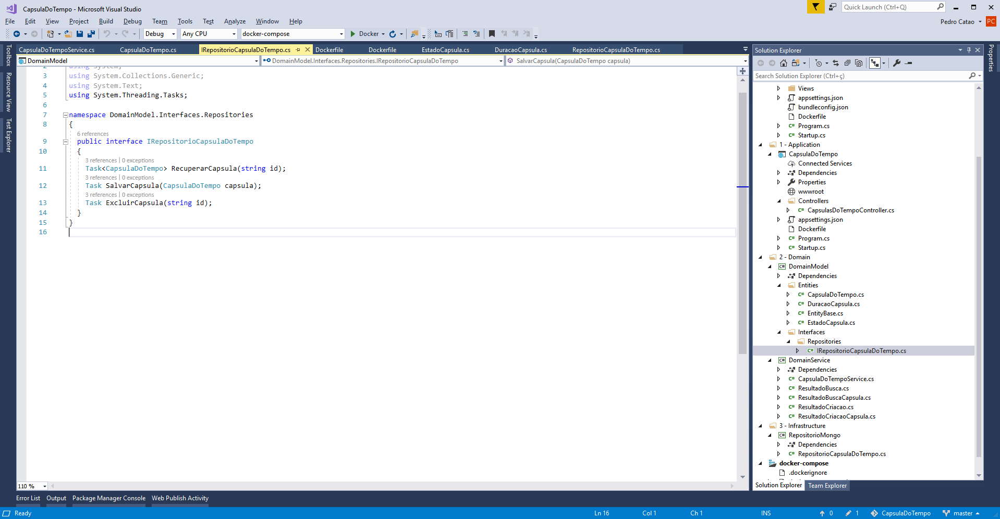 CapsulaDoTempo - Microsoft Visual Studio
Quick Launch (Ctrl+Q)
File Edit View Project Build Debug Team Tools Test Analyze Window Help
Pedro Catao PC
Debug Any CPU docker-compose Docker
CapsulaDoTempoService.cs CapsulaDoTempo.cs IRepositorioCapsulaDoTempo.cs Dockerfile Dockerfile EstadoCapsula.cs DuracaoCapsula.cs RepositorioCapsulaDoTempo.cs
DomainModel DomainModel.Interfaces.Repositories.IRepositorioCapsulaDoTempo SalvarCapsula(CapsulaDoTempo capsula)
Toolbox
Resource View
Test Explorer
2 using System;
3 using System.Collections.Generic;
4 using System.Text;
5 using System.Threading.Tasks;
6
7 namespace DomainModel.Interfaces.Repositories
8 {
6 references
9 public interface IRepositorioCapsulaDoTempo
10 {
3 references | 0 exceptions
11 Task<CapsulaDoTempo> RecuperarCapsula(string id);
3 references | 0 exceptions
12 Task SalvarCapsula(CapsulaDoTempo capsula);
3 references | 0 exceptions
13 Task ExcluirCapsula(string id);
14 }
15 }
16
110 %
Solution Explorer
Properties
Search Solution Explorer (Ctrl+ç)
Views
appsettings.json
bundleconfig.json
Dockerfile
C# Program.cs
C# Startup.cs
1 - Application
CapsulaDoTempo
Connected Services
Dependencies
Properties
wwwroot
Controllers
C# CapsulasDoTempoController.cs
appsettings.json
Dockerfile
C# Program.cs
C# Startup.cs
2 - Domain
C# DomainModel
Dependencies
Entities
C# CapsulaDoTempo.cs
C# DuracaoCapsula.cs
C# EntityBase.cs
C# EstadoCapsula.cs
Interfaces
Repositories
C# IRepositorioCapsulaDoTempo.cs
C# DomainService
Dependencies
C# CapsulaDoTempoService.cs
C# ResultadoBusca.cs
C# ResultadoBuscaCapsula.cs
C# ResultadoCriacao.cs
C# ResultadoCriacaoCapsula.cs
3 - Infrastructure
C# RepositorioMongo
Dependencies
C# RepositorioCapsulaDoTempo.cs
docker-compose
.dockerignore
Solution Explorer Team Explorer
Error List Output Package Manager Console Web Publish Activity
Ready Ln 16 Col 1 Ch 1 INS 0 1 CapsulaDoTempo master